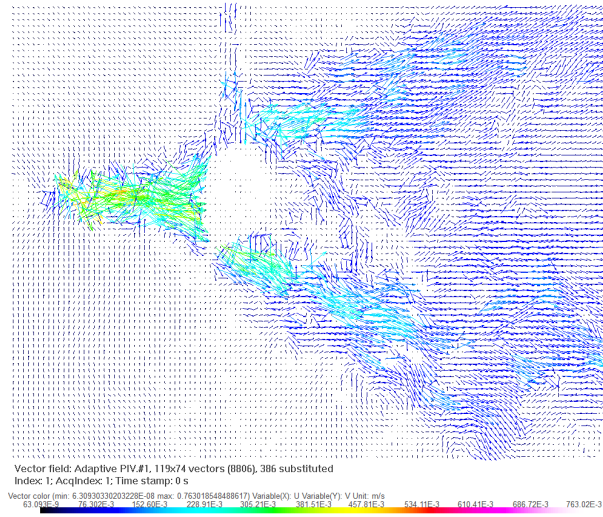 Vector field: Adaptive PIV.#1, 119x74 vectors (8806), 386 substituted
Index: 1; AcqIndex: 1; Time stamp: 0 s
Vector color (min: 6.30930330203228E-08 max: 0.763018548488617) Variable(X): U Variable(Y): V Unit: m/s
76.302E-3 152.60E-3 228.91E-3 305.21E-3 381.51E-3 457.81E-3 534.11E-3 610.41E-3 686.72E-3 763.02E-3